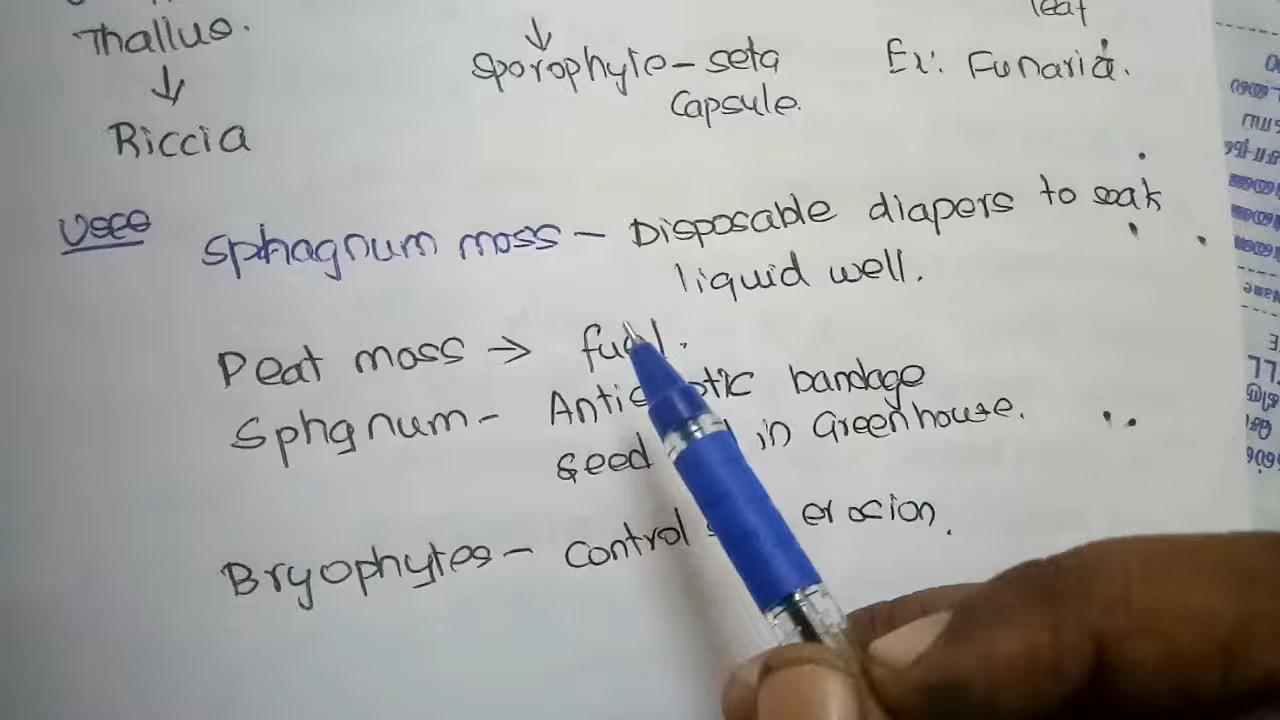 Thallus.
↓
Riccia
↓
Sporophyte - seta
Capsule.
leaf
Ex: Funaria.
Uses
Sphagnum moss - Disposable diapers to soak
liquid well.
Peat moss → fuel.
Sphgnum - bandage
seed in Greenhouse.
Bryophytes - control erosion.